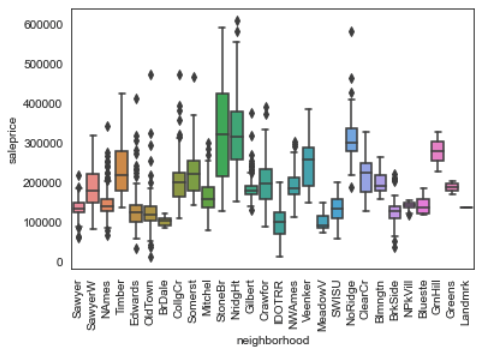 600000
500000
400000
300000
200000
100000
0
saleprice
Sawyer
SawyerW
NAmes
Timber
Edwards
OldTown
BrDale
CollgCr
Somerst
Mitchel
StoneBr
NridgHt
Gilbert
Crawfor
IDOTRR
NWAmes
Veenker
MeadowV
SWISU
NoRidge
ClearCr
Blmngtn
BrkSide
NPkVill
Blueste
GrnHill
Greens
Landmrk
neighborhood